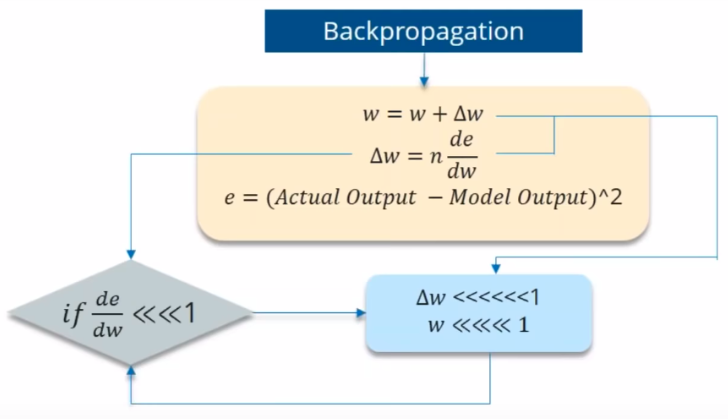 Backpropagation
w = w + Δw
Δw = n de/dw
e = (Actual Output − Model Output)^2
if de/dw ⋘1
Δw <<<<<<1
w ⋘≪ 1